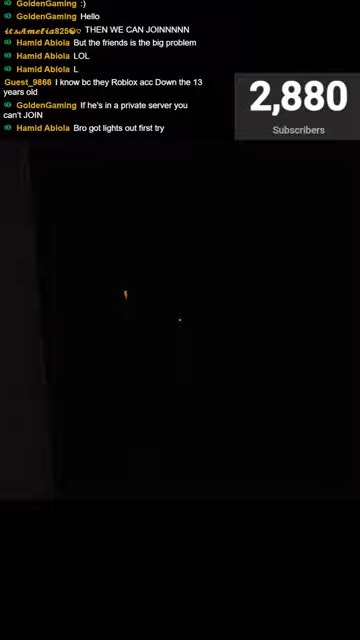 GoldenGaming :)
GoldenGaming Hello
𝓲𝓽𝓼𝓐𝓶𝓮𝓵𝓲𝓪825☯♡ THEN WE CAN JOINNNNN
Hamid Abiola But the friends is the big problem
Hamid Abiola LOL
Hamid Abiola L
Guest_9866 I know bc they Roblox acc Down the 13
years old
GoldenGaming If he's in a private server you
can't JOIN
Hamid Abiola Bro got lights out first try
2,880
Subscribers